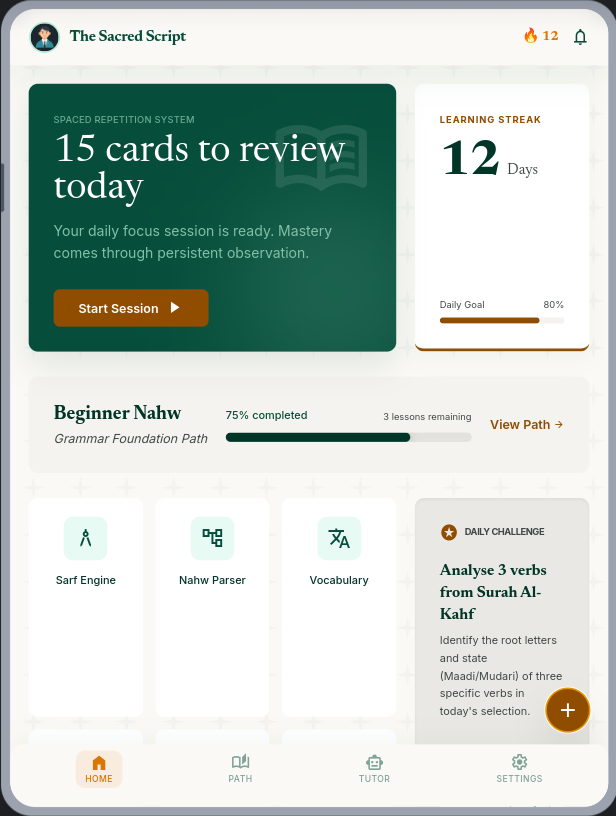 The Sacred Script
🔥 12
SPACED REPETITION SYSTEM
15 cards to review
today
Your daily focus session is ready. Mastery
comes through persistent observation.
Start Session
LEARNING STREAK
12 Days
Daily Goal 80%
Beginner Nahw
Grammar Foundation Path
75% completed
3 lessons remaining
View Path →
Sarf Engine
Nahw Parser
Vocabulary
DAILY CHALLENGE
Analyse 3 verbs
from Surah Al-
Kahf
Identify the root letters
and state
(Maadi/Mudari) of three
specific verbs in
today's selection.
HOME
PATH
TUTOR
SETTINGS